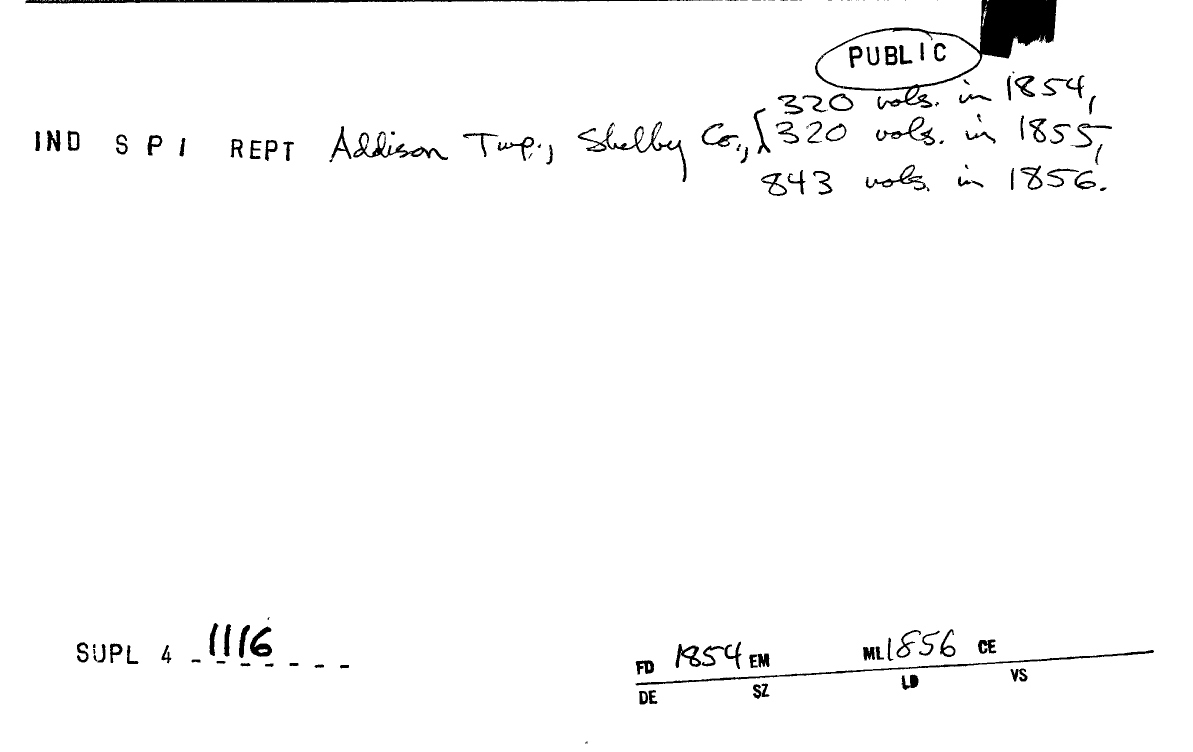 PUBLIC
320 vols. in 1854,
IND S P I REPT Addison Twp., Shelby Co., 320 vols. in 1855,
843 vols. in 1856.
SUPL 4 1116
FD 1854 EM ML 1856 CE
DE SZ LD VS